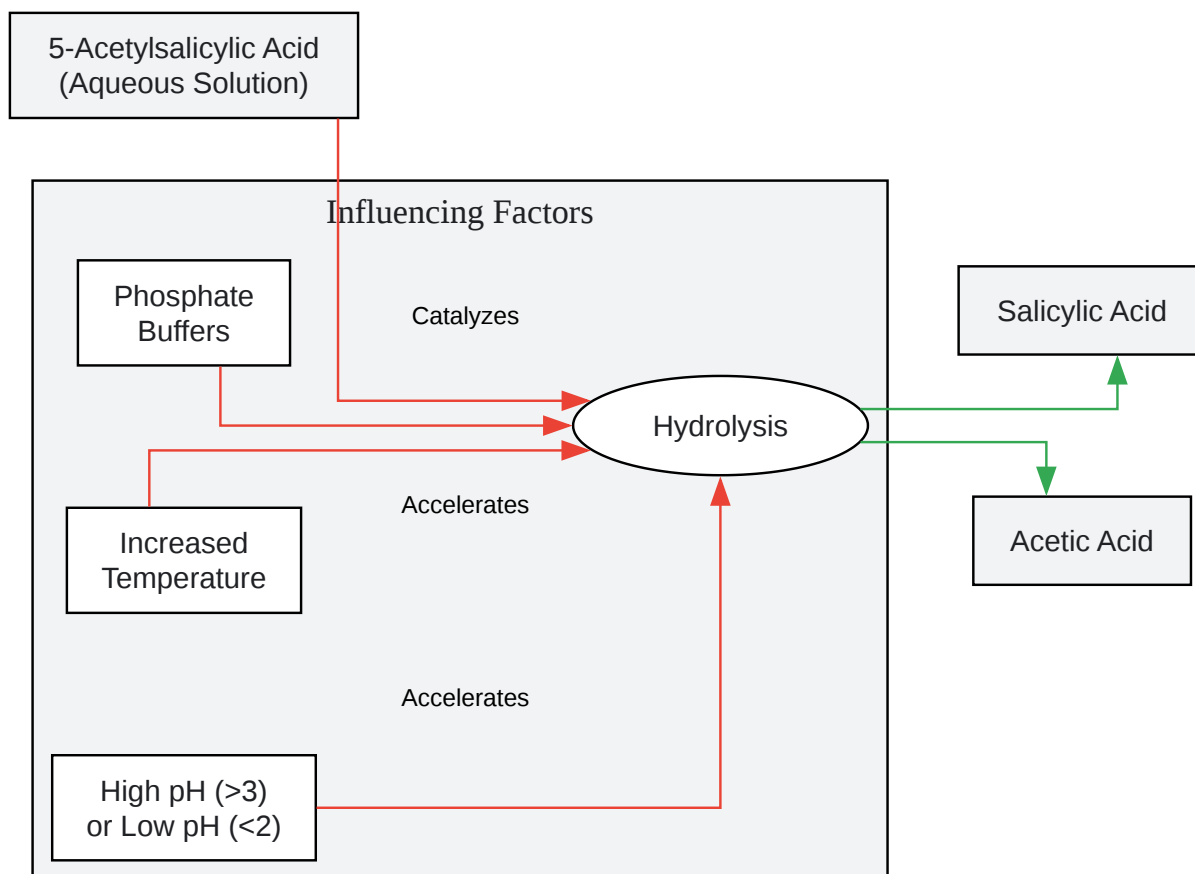 5-Acetylsalicylic Acid
(Aqueous Solution)
Influencing Factors
Phosphate
Buffers
Catalyzes
Salicylic Acid
Hydrolysis
Accelerates
Increased
Temperature
Acetic Acid
Accelerates
High pH (>3)
or Low pH (<2)